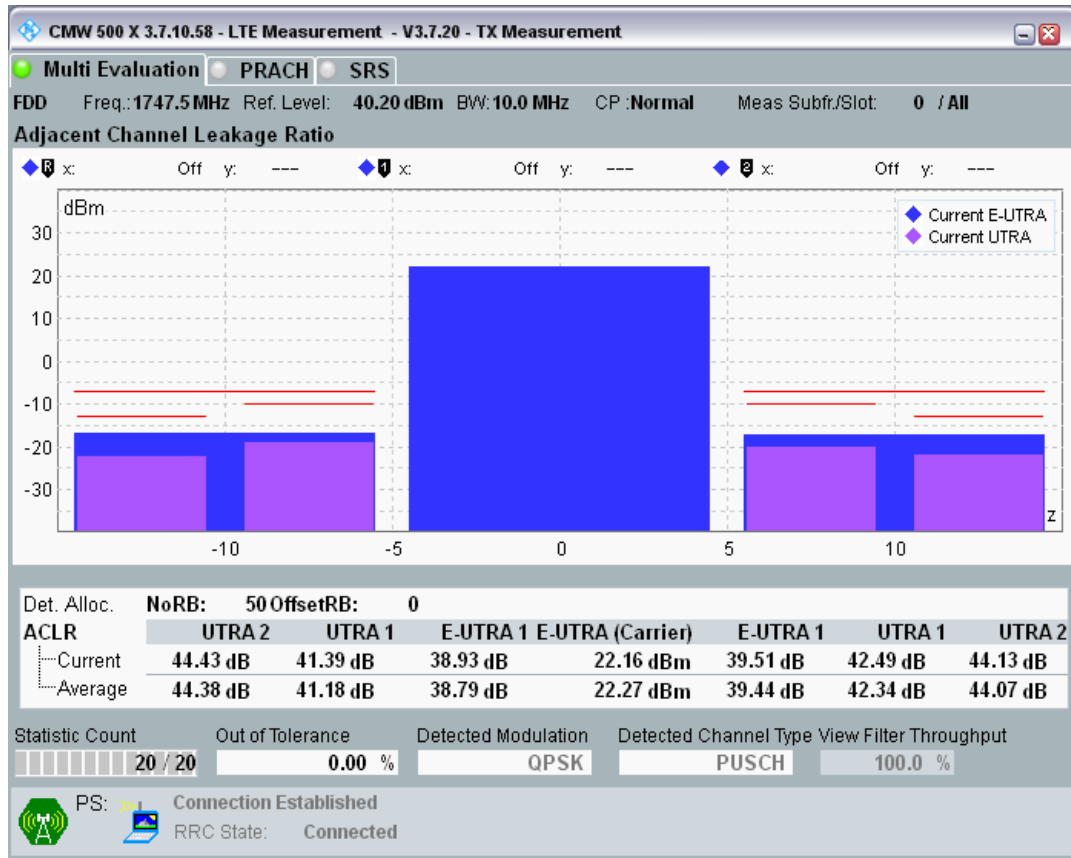 CMW 500 X 3.7.10.58 - LTE Measurement - V3.7.20 - TX Measurement
Multi Evaluation PRACH SRS
FDD Freq.:1747.5 MHz Ref. Level: 40.20 dBm BW:10.0 MHz CP :Normal Meas Subfr./Slot: 0 / All
Adjacent Channel Leakage Ratio
R x: Off y: --- 1 x: Off y: --- 2 x: Off y: ---
dBm
Current E-UTRA
Current UTRA
30
20
10
0
-10
-20
-30
z
-10 -5 0 5 10
Det. Alloc. NoRB: 50 OffsetRB: 0
ACLR UTRA 2 UTRA 1 E-UTRA 1 E-UTRA (Carrier) E-UTRA 1 UTRA 1 UTRA 2
Current 44.43 dB 41.39 dB 38.93 dB 22.16 dBm 39.51 dB 42.49 dB 44.13 dB
Average 44.38 dB 41.18 dB 38.79 dB 22.27 dBm 39.44 dB 42.34 dB 44.07 dB
Statistic Count Out of Tolerance Detected Modulation Detected Channel Type View Filter Throughput
20 / 20 0.00 % QPSK PUSCH 100.0 %
PS: Connection Established
RRC State: Connected